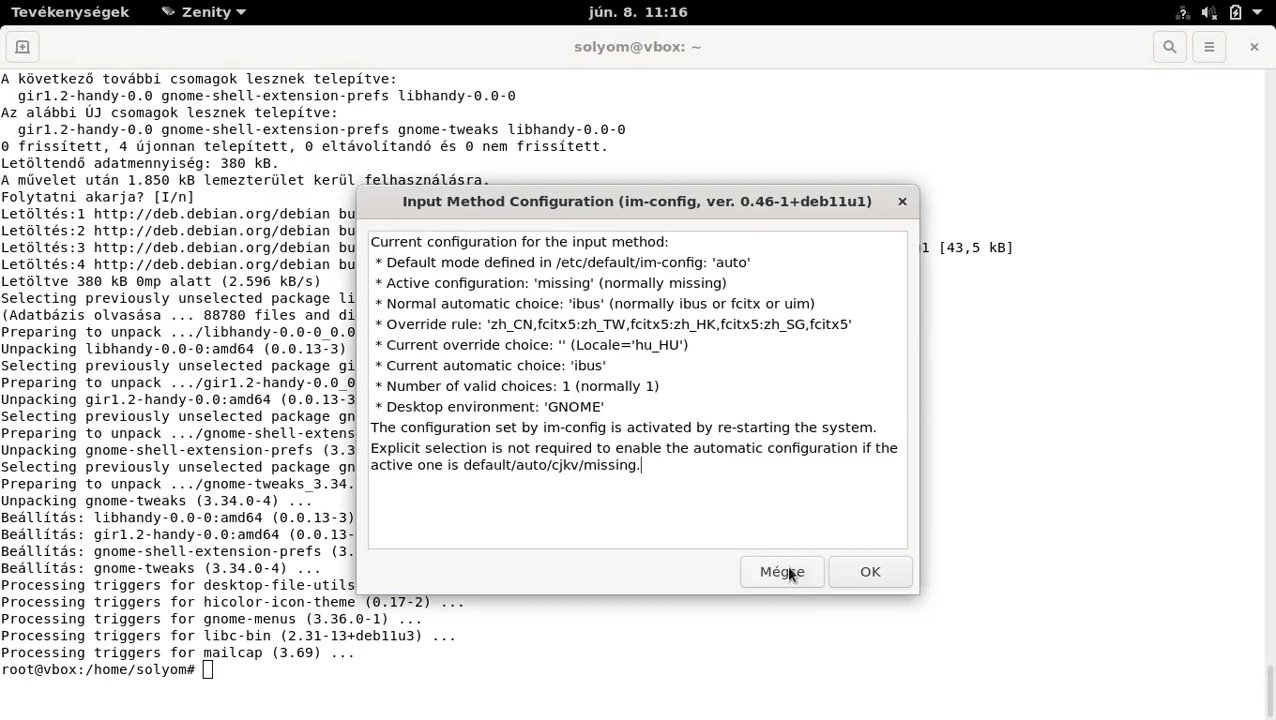 Tevékenységek
Zenity
jún. 8. 11:16
solyom@vbox: ~
A következő további csomagok lesznek telepítve:
gir1.2-handy-0.0 gnome-shell-extension-prefs libhandy-0.0-0
Az alábbi ÚJ csomagok lesznek telepítve:
gir1.2-handy-0.0 gnome-shell-extension-prefs gnome-tweaks libhandy-0.0-0
0 frissített, 4 újonnan telepített, 0 eltávolítandó és 0 nem frissített.
Letöltendő adatmennyiség: 380 kB.
A művelet után 1.850 kB lemezterület kerül felhasználásra.
Folytatni akarja? [I/n]
Letöltés:1 http://deb.debian.org/debian bu
Letöltés:2 http://deb.debian.org/debian bu
Letöltés:3 http://deb.debian.org/debian bu
1 [43,5 kB]
Letöltés:4 http://deb.debian.org/debian bu
Letöltve 380 kB 0mp alatt (2.596 kB/s)
Selecting previously unselected package li
(Adatbázis olvasása ... 88780 files and di
Preparing to unpack .../libhandy-0.0-0_0.0
Unpacking libhandy-0.0-0:amd64 (0.0.13-3)
Selecting previously unselected package gi
Preparing to unpack .../gir1.2-handy-0.0_0
Unpacking gir1.2-handy-0.0:amd64 (0.0.13-3
Selecting previously unselected package gn
Preparing to unpack .../gnome-shell-extens
Unpacking gnome-shell-extension-prefs (3.3
Selecting previously unselected package gn
Preparing to unpack .../gnome-tweaks_3.34.
Unpacking gnome-tweaks (3.34.0-4) ...
Beállítás: libhandy-0.0-0:amd64 (0.0.13-3)
Beállítás: gir1.2-handy-0.0:amd64 (0.0.13-
Beállítás: gnome-shell-extension-prefs (3.
Beállítás: gnome-tweaks (3.34.0-4) ...
Processing triggers for desktop-file-utils
Processing triggers for hicolor-icon-theme (0.17-2) ...
Processing triggers for gnome-menus (3.36.0-1) ...
Processing triggers for libc-bin (2.31-13+deb11u3) ...
Processing triggers for mailcap (3.69) ...
root@vbox:/home/solyom#
Input Method Configuration (im-config, ver. 0.46-1+deb11u1)
Current configuration for the input method:
* Default mode defined in /etc/default/im-config: 'auto'
* Active configuration: 'missing' (normally missing)
* Normal automatic choice: 'ibus' (normally ibus or fcitx or uim)
* Override rule: 'zh_CN,fcitx5:zh_TW,fcitx5:zh_HK,fcitx5:zh_SG,fcitx5'
* Current override choice: '' (Locale='hu_HU')
* Current automatic choice: 'ibus'
* Number of valid choices: 1 (normally 1)
* Desktop environment: 'GNOME'
The configuration set by im-config is activated by re-starting the system.
Explicit selection is not required to enable the automatic configuration if the
active one is default/auto/cjkv/missing.
Mégse
OK